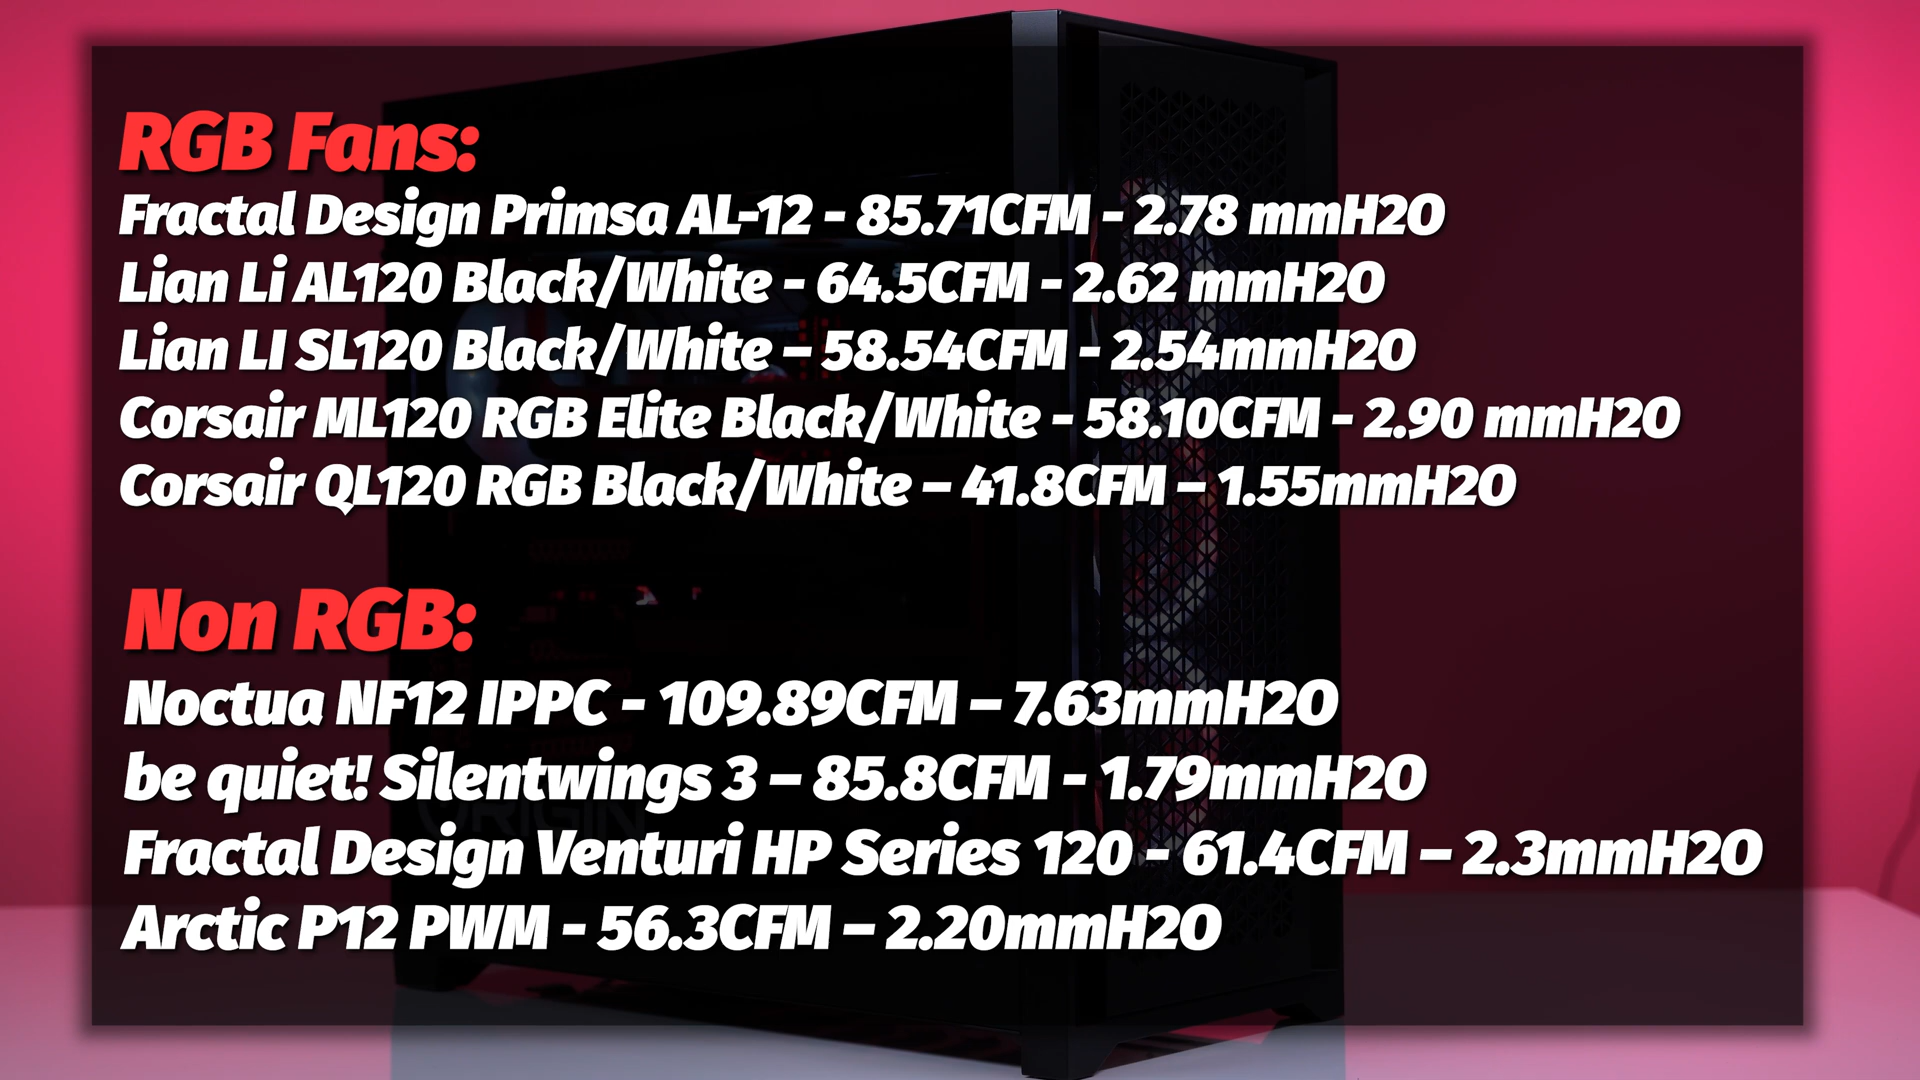 RGB Fans:
Fractal Design Primsa AL-12 - 85.71CFM - 2.78 mmH2O
Lian Li AL120 Black/White - 64.5CFM - 2.62 mmH2O
Lian LI SL120 Black/White – 58.54CFM - 2.54mmH2O
Corsair ML120 RGB Elite Black/White - 58.10CFM - 2.90 mmH2O
Corsair QL120 RGB Black/White – 41.8CFM – 1.55mmH2O
Non RGB:
Noctua NF12 IPPC - 109.89CFM – 7.63mmH2O
be quiet! Silentwings 3 – 85.8CFM - 1.79mmH2O
ORIGIN
Fractal Design Venturi HP Series 120 - 61.4CFM – 2.3mmH2O
Arctic P12 PWM - 56.3CFM – 2.20mmH2O